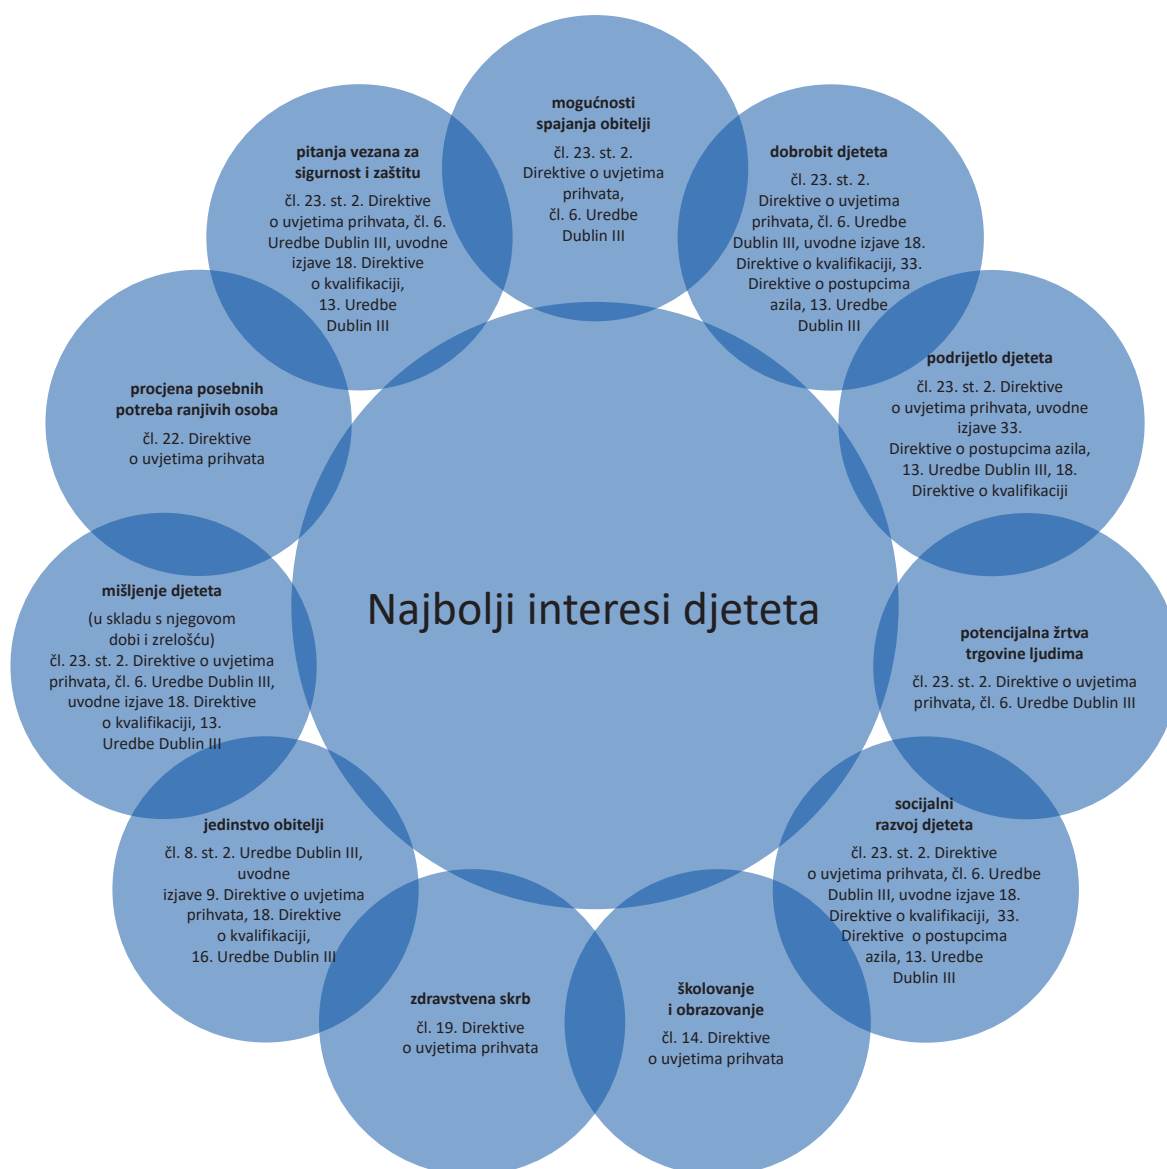 mogućnosti
spajanja obitelji
čl. 23. st. 2.
Direktive o uvjetima
prihvata,
čl. 6. Uredbe
Dublin III
dobrobit djeteta
čl. 23. st. 2.
Direktive o uvjetima
prihvata, čl. 6. Uredbe
Dublin III, uvodne izjave 18.
Direktive o kvalifikaciji, 33.
Direktive o postupcima
azila, 13. Uredbe
Dublin III
podrijetlo djeteta
čl. 23. st. 2. Direktive
o uvjetima prihvata, uvodne
izjave 33.
Direktive o postupcima azila,
13. Uredbe Dublin III, 18.
Direktive o kvalifikaciji
potencijalna žrtva
trgovine ljudima
čl. 23. st. 2. Direktive o uvjetima
prihvata, čl. 6. Uredbe Dublin III
socijalni
razvoj djeteta
čl. 23. st. 2. Direktive
o uvjetima prihvata, čl. 6. Uredbe
Dublin III, uvodne izjave 18.
Direktive o kvalifikaciji, 33.
Direktive o postupcima
azila, 13. Uredbe
Dublin III
školovanje
i obrazovanje
čl. 14. Direktive
o uvjetima prihvata
zdravstvena skrb
čl. 19. Direktive
o uvjetima prihvata
jedinstvo obitelji
čl. 8. st. 2. Uredbe Dublin III,
uvodne
izjave 9. Direktive o uvjetima
prihvata, 18. Direktive
o kvalifikaciji,
16. Uredbe Dublin III
mišljenje djeteta
(u skladu s njegovom
dobi i zrelošću)
čl. 23. st. 2. Direktive o uvjetima
prihvata, čl. 6. Uredbe Dublin III,
uvodne izjave 18. Direktive
o kvalifikaciji, 13.
Uredbe Dublin III
procjena posebnih
potreba ranjivih osoba
čl. 22. Direktive
o uvjetima prihvata
pitanja vezana za
sigurnost i zaštitu
čl. 23. st. 2. Direktive
o uvjetima prihvata, čl. 6.
Uredbe Dublin III, uvodne
izjave 18. Direktive
o kvalifikaciji,
13. Uredbe
Dublin III
Najbolji interesi djeteta